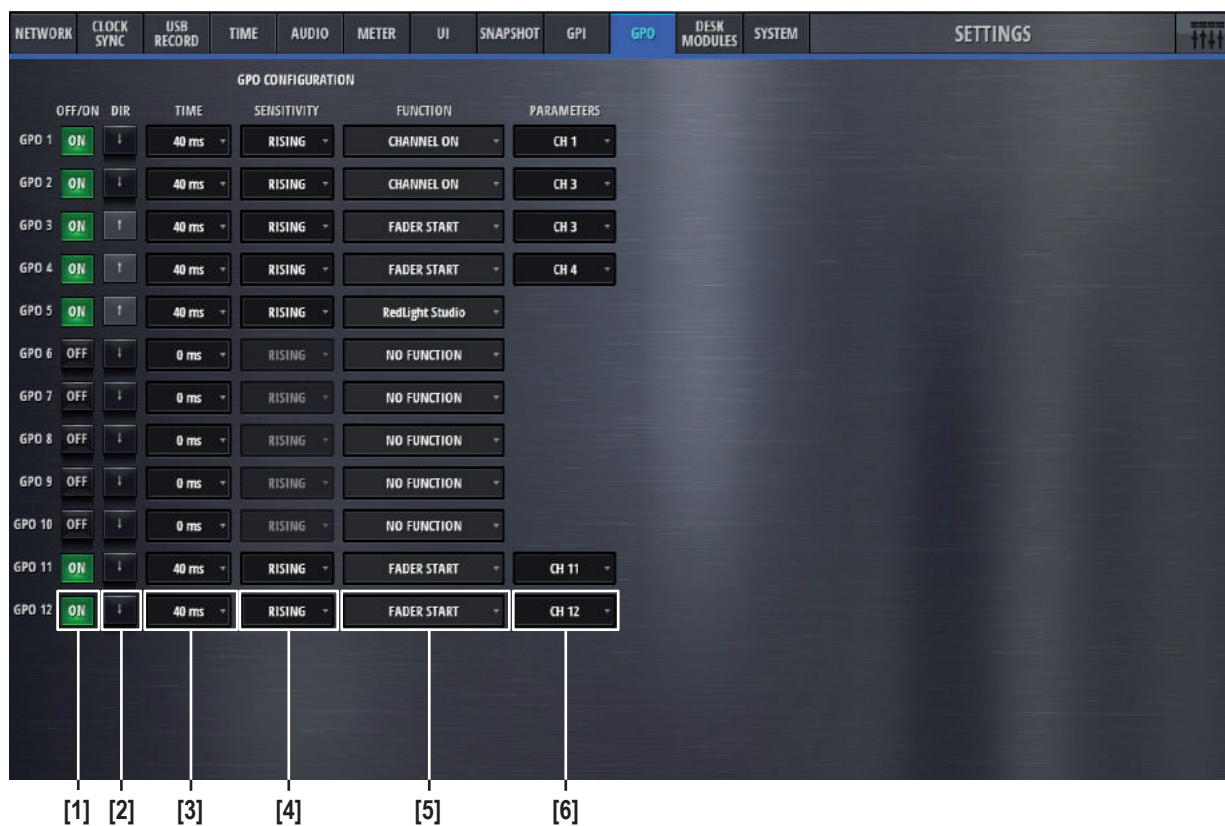 NETWORK CLOCK SYNC USB RECORD TIME AUDIO METER UI SNAPSHOT GPI GPO DESK MODULES SYSTEM SETTINGS
GPO CONFIGURATION
OFF/ON DIR TIME SENSITIVITY FUNCTION PARAMETERS
GPO 1 ON ↓ 40 ms RISING CHANNEL ON CH 1
GPO 2 ON ↓ 40 ms RISING CHANNEL ON CH 3
GPO 3 ON ↑ 40 ms RISING FADER START CH 3
GPO 4 ON ↑ 40 ms RISING FADER START CH 4
GPO 5 ON ↑ 40 ms RISING RedLight Studio
GPO 6 OFF ↓ 0 ms RISING NO FUNCTION
GPO 7 OFF ↓ 0 ms RISING NO FUNCTION
GPO 8 OFF ↓ 0 ms RISING NO FUNCTION
GPO 9 OFF ↓ 0 ms RISING NO FUNCTION
GPO 10 OFF ↓ 0 ms RISING NO FUNCTION
GPO 11 ON ↓ 40 ms RISING FADER START CH 11
GPO 12 ON ↓ 40 ms RISING FADER START CH 12
[1] [2] [3] [4] [5] [6]